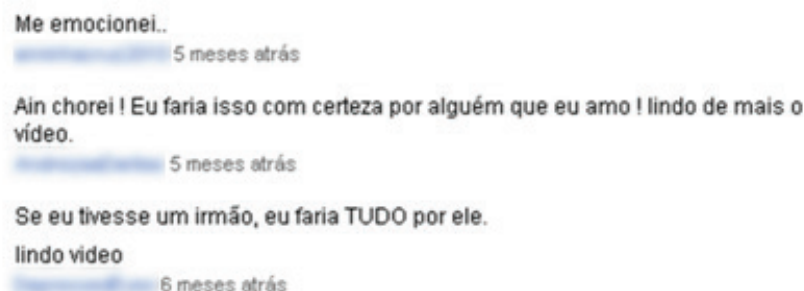 Me emocionei..
5 meses atrás
Ain chorei ! Eu faria isso com certeza por alguém que eu amo ! lindo de mais o
vídeo.
5 meses atrás
Se eu tivesse um irmão, eu faria TUDO por ele.
lindo video
6 meses atrás